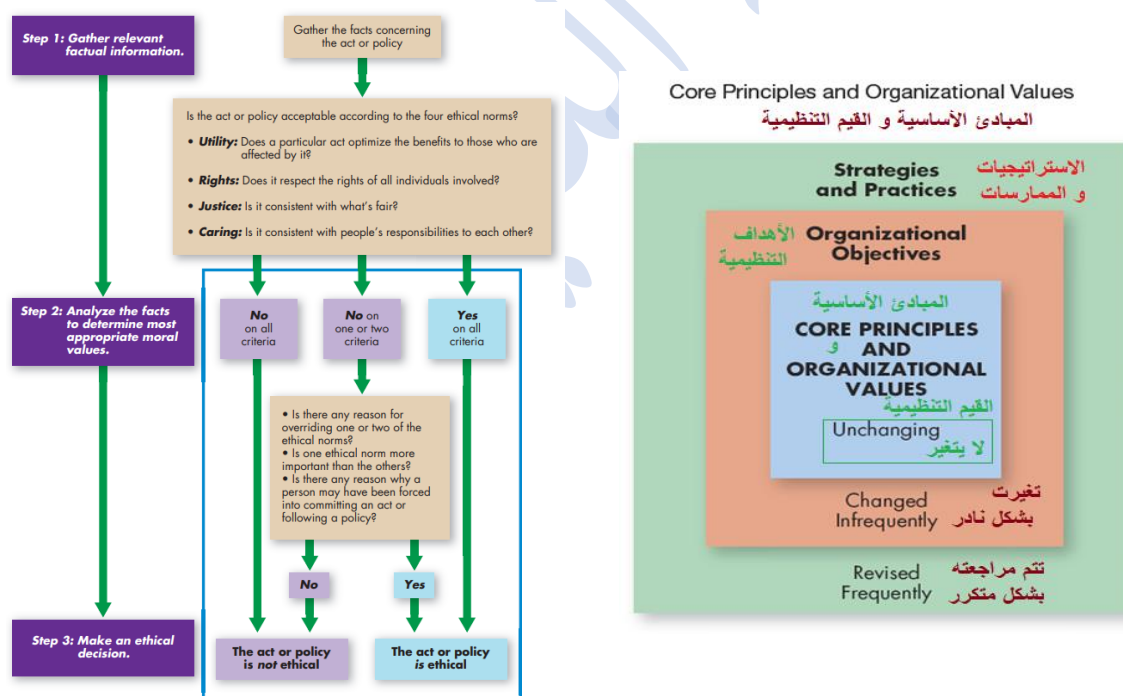 Step 1: Gather relevant
factual information.
Gather the facts concerning
the act or policy
Is the act or policy acceptable according to the four ethical norms?
• Utility: Does a particular act optimize the benefits to those who are
affected by it?
• Rights: Does it respect the rights of all individuals involved?
• Justice: Is it consistent with what's fair?
• Caring: Is it consistent with people's responsibilities to each other?
Step 2: Analyze the facts
to determine most
appropriate moral
values.
No
on all
criteria
No on
one or two
criteria
Yes
on all
criteria
• Is there any reason for
overriding one or two of the
ethical norms?
• Is one ethical norm more
important than the others?
• Is there any reason why a
person may have been forced
into committing an act or
following a policy?
No
Yes
Step 3: Make an ethical
decision.
The act or policy
is not ethical
The act or policy
is ethical
Core Principles and Organizational Values
المبادئ الأساسية و القيم التنظيمية
Strategies
and Practices
الاستراتيجيات
و الممارسات
Organizational
Objectives
الأهداف
التنظيمية
المبادئ الأساسية
CORE PRINCIPLES
و AND
ORGANIZATIONAL
VALUES
القيم التنظيمية
Unchanging
لا يتغير
Changed
Infrequently
تغيرت
بشكل نادر
Revised
Frequently
تتم مراجعته
بشكل متكرر